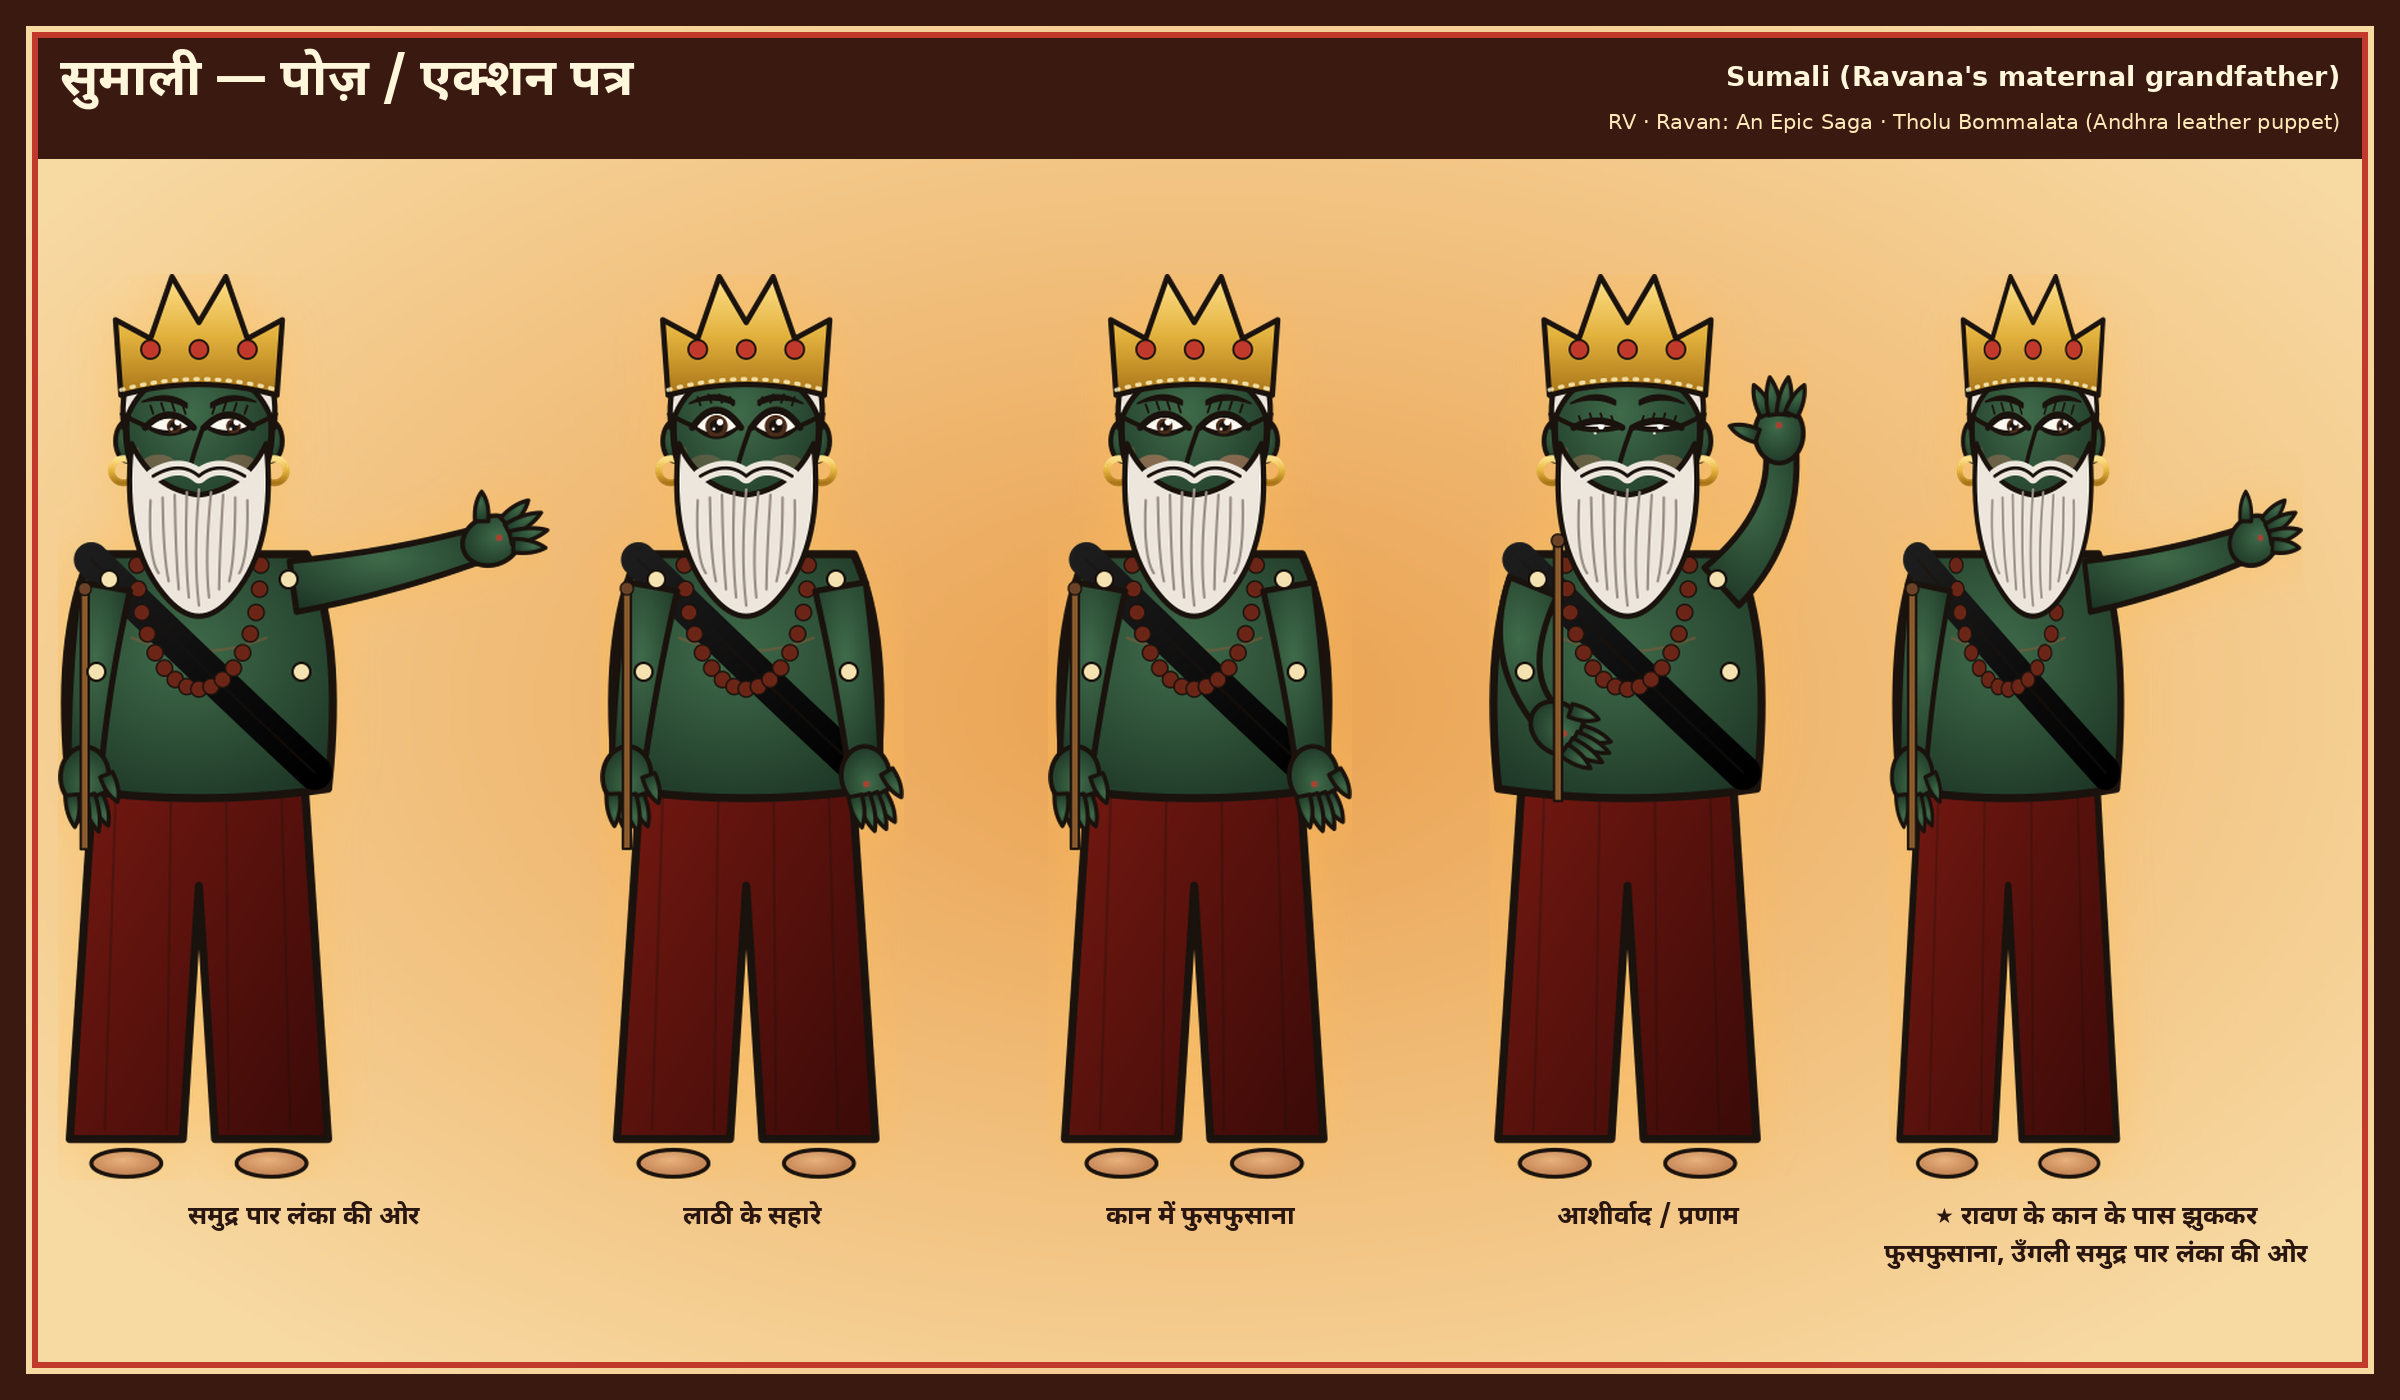 सुमाली — पोज़ / एक्शन पत्र
Sumali (Ravana's maternal grandfather)
RV · Ravan: An Epic Saga · Tholu Bommalata (Andhra leather puppet)
समुद्र पार लंका की ओर
लाठी के सहारे
कान में फुसफुसाना
आशीर्वाद / प्रणाम
★ रावण के कान के पास झुककर
फुसफुसाना, उँगली समुद्र पार लंका की ओर